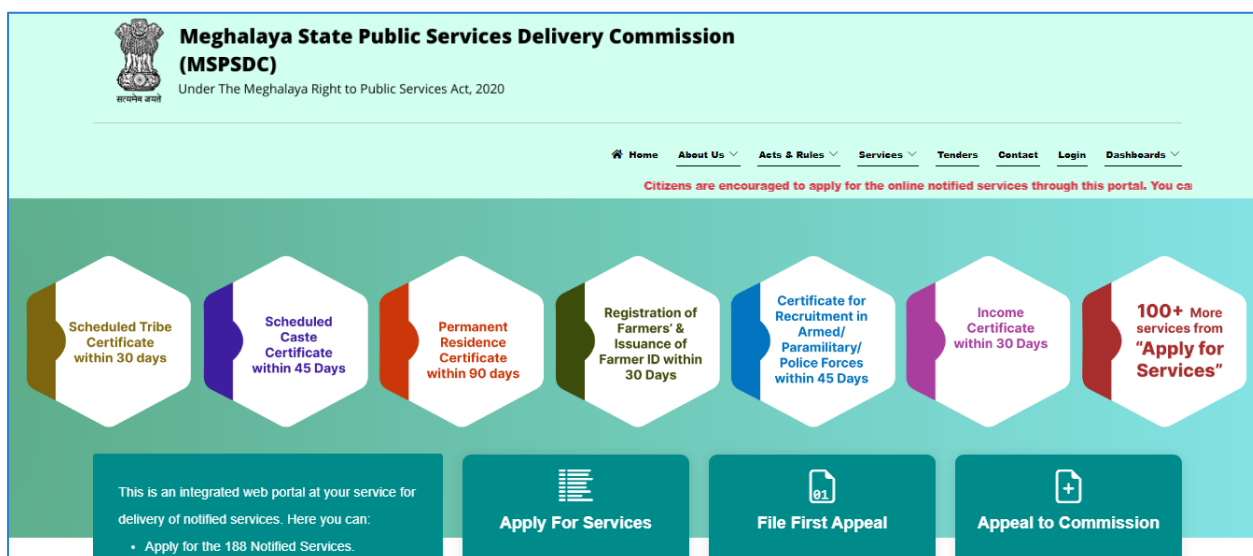 Meghalaya State Public Services Delivery Commission
(MSPSDC)
Under The Meghalaya Right to Public Services Act, 2020
सत्यमेव जयते
Home About Us Acts & Rules Services Tenders Contact Login Dashboards
Citizens are encouraged to apply for the online notified services through this portal. You ca
Scheduled Tribe
Certificate
within 30 days
Scheduled
Caste
Certificate
within 45 Days
Permanent
Residence
Certificate
within 90 days
Registration of
Farmers' &
Issuance of
Farmer ID within
30 Days
Certificate for
Recruitment in
Armed/
Paramilitary/
Police Forces
within 45 Days
Income
Certificate
within 30 Days
100+ More
services from
“Apply for
Services”
This is an integrated web portal at your service for
delivery of notified services. Here you can:
• Apply for the 188 Notified Services.
Apply For Services
01
File First Appeal
Appeal to Commission